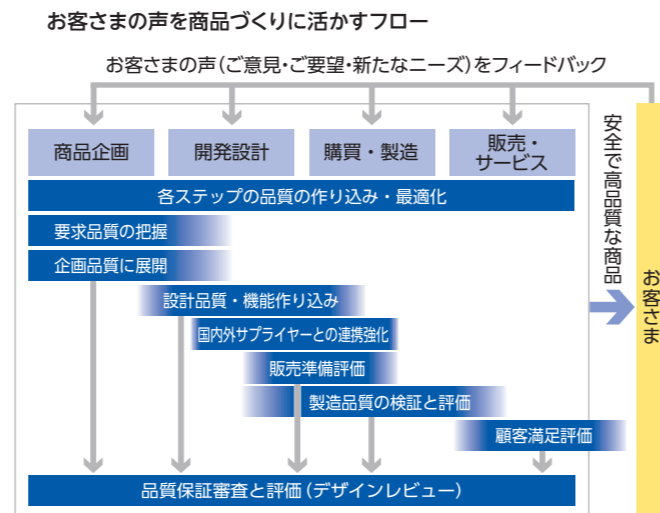 お客さまの声を商品づくりに活かすフロー
お客さまの声(ご意見・ご要望・新たなニーズ)をフィードバック
商品企画
開発設計
購買・製造
販売・
サービス
各ステップの品質の作り込み・最適化
要求品質の把握
企画品質に展開
設計品質・機能作り込み
国内外サプライヤーとの連携強化
販売準備評価
製造品質の検証と評価
顧客満足評価
品質保証審査と評価(デザインレビュー)
安全で高品質な商品
お客さま